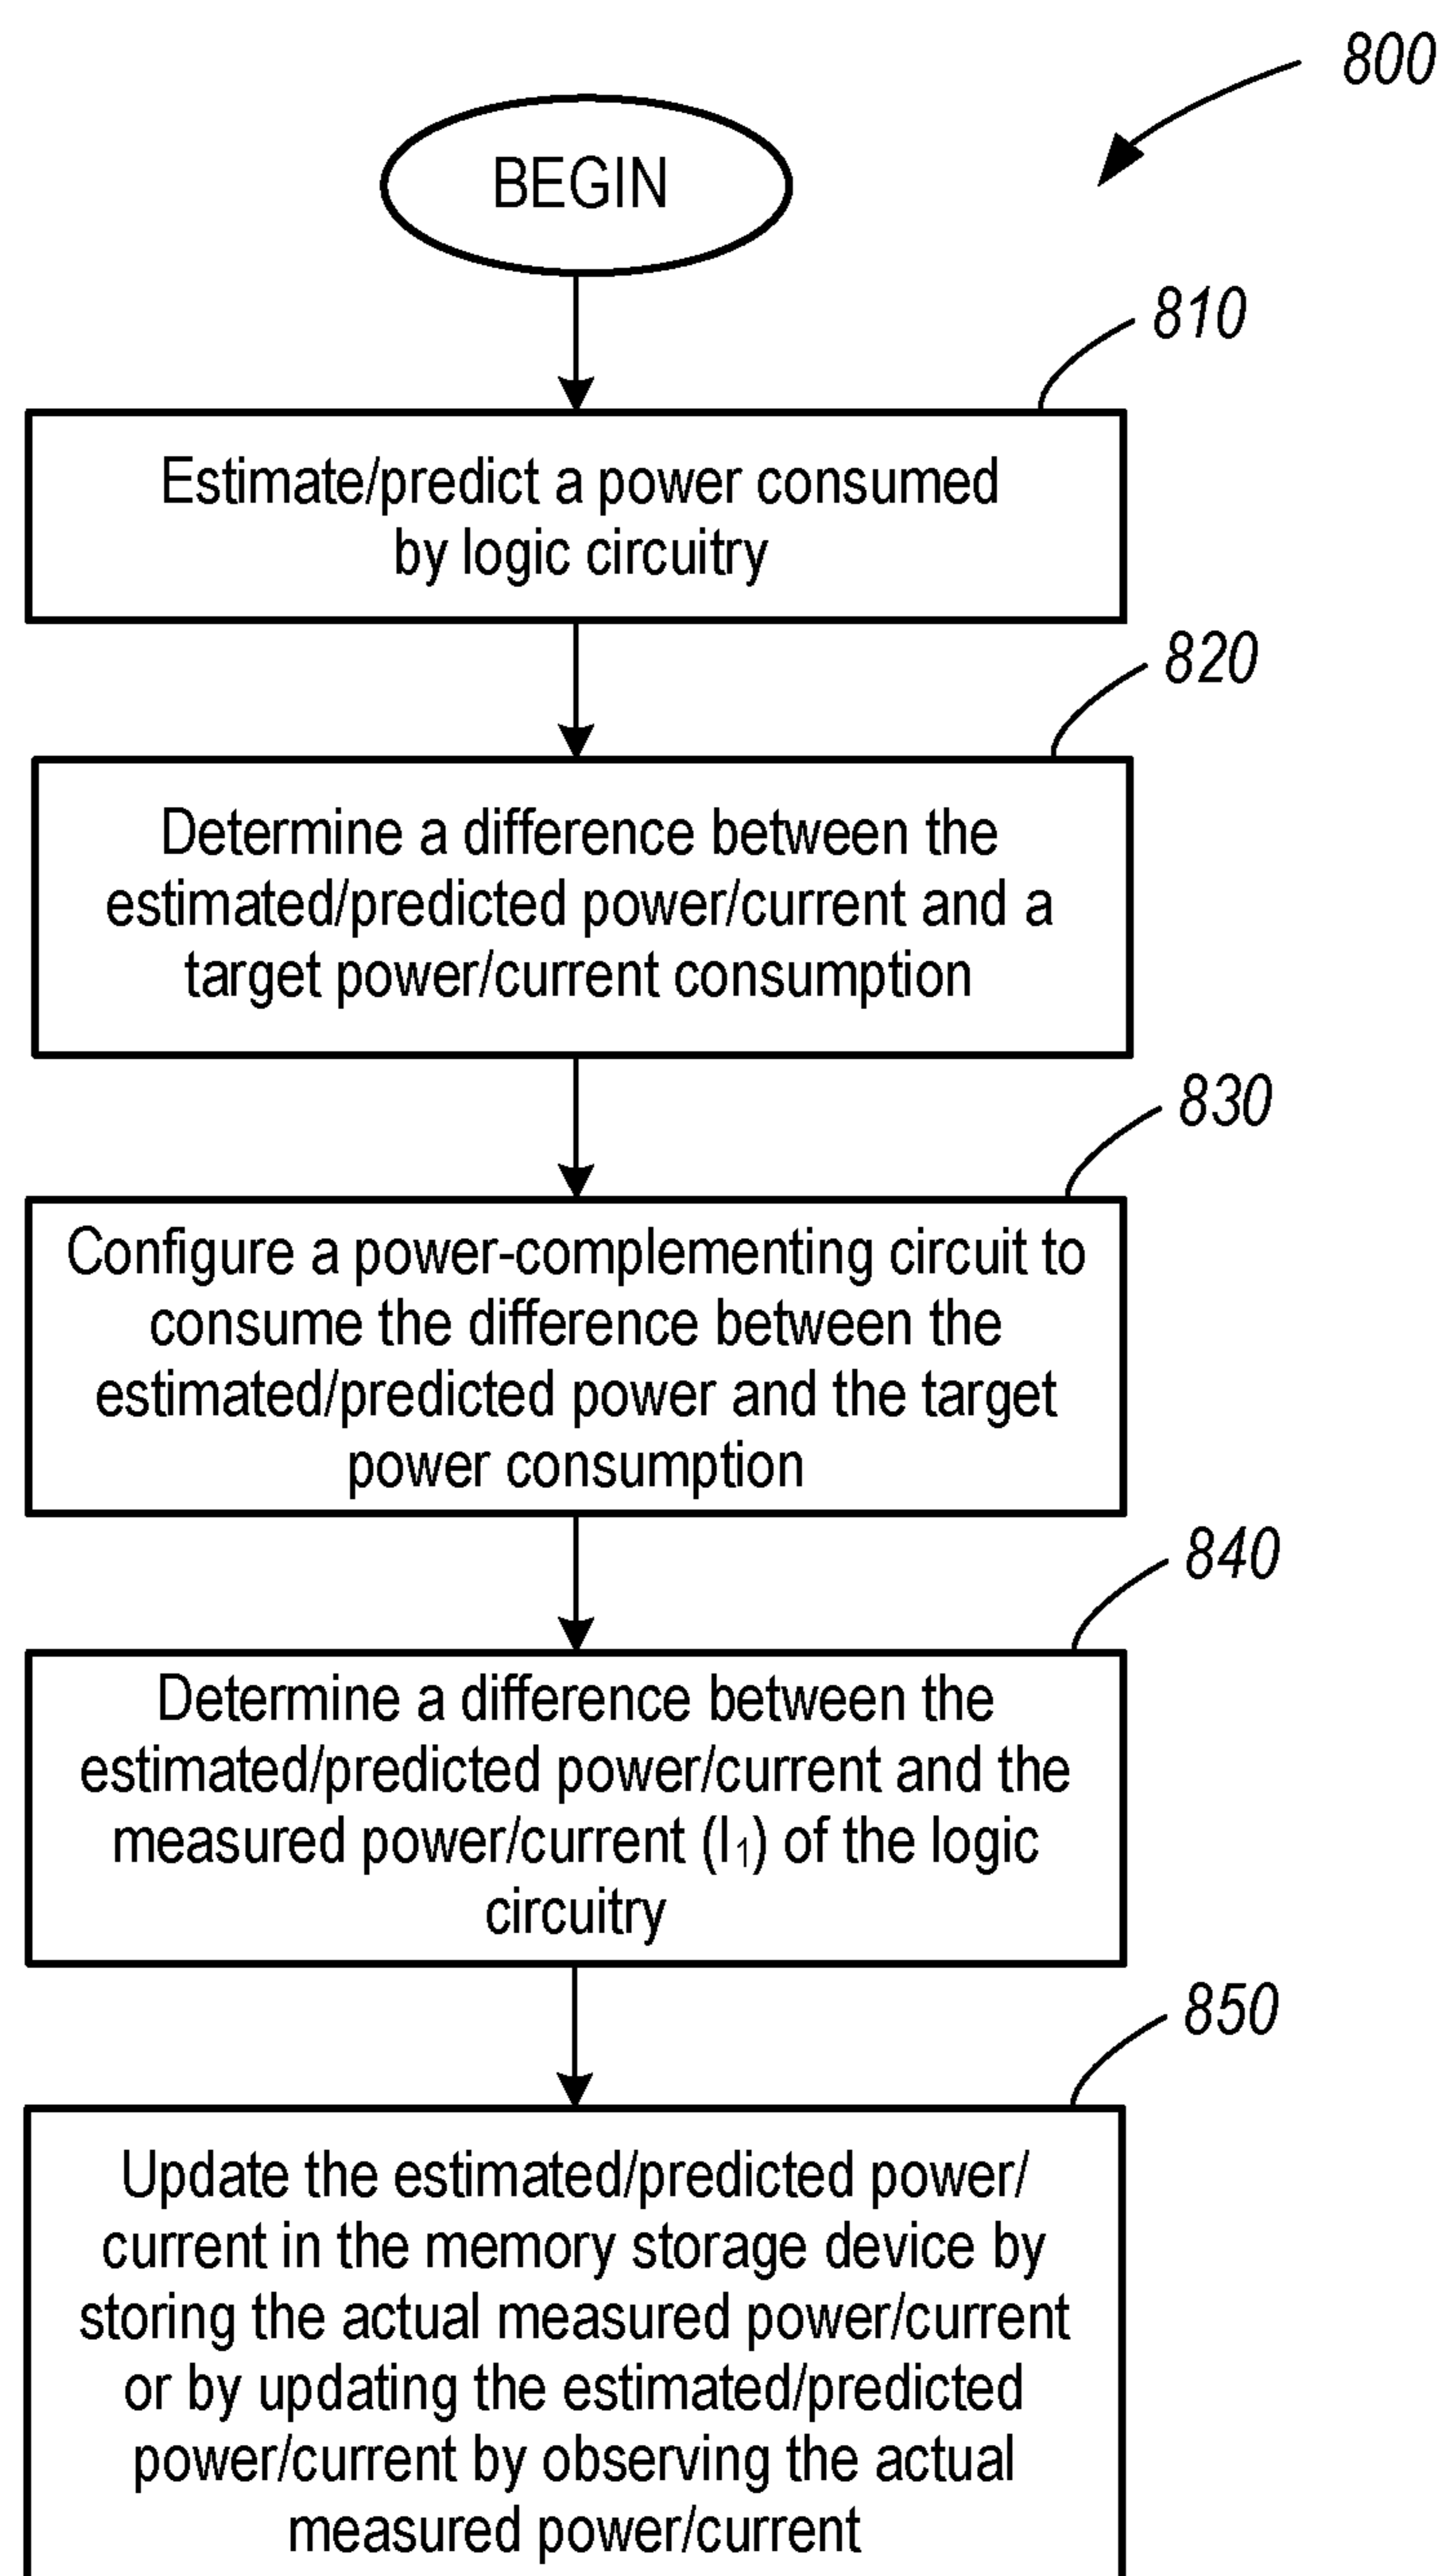 800
BEGIN
810
Estimate/predict a power consumed
by logic circuitry
820
Determine a difference between the
estimated/predicted power/current and a
target power/current consumption
830
Configure a power-complementing circuit to
consume the difference between the
estimated/predicted power and the target
power consumption
840
Determine a difference between the
estimated/predicted power/current and the
measured power/current (I₁) of the logic
circuitry
850
Update the estimated/predicted power/
current in the memory storage device by
storing the actual measured power/current
or by updating the estimated/predicted
power/current by observing the actual
measured power/current